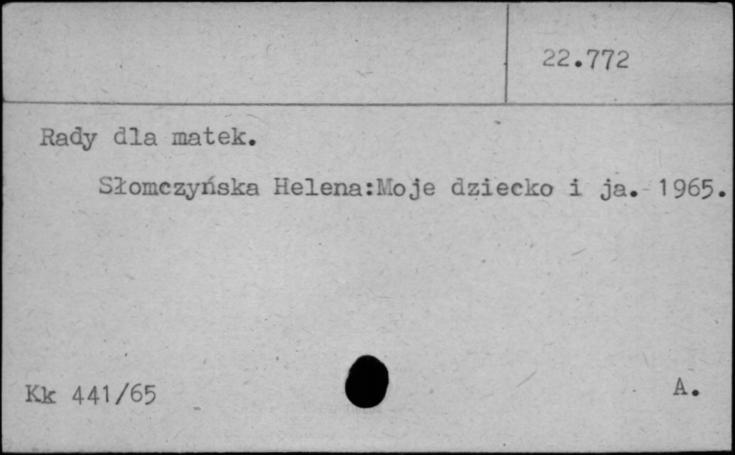 22.772
Rady dla matek.
Słomczyńska Helena:Moje dziecko i ja. 1965.
Kk 441/65
A.